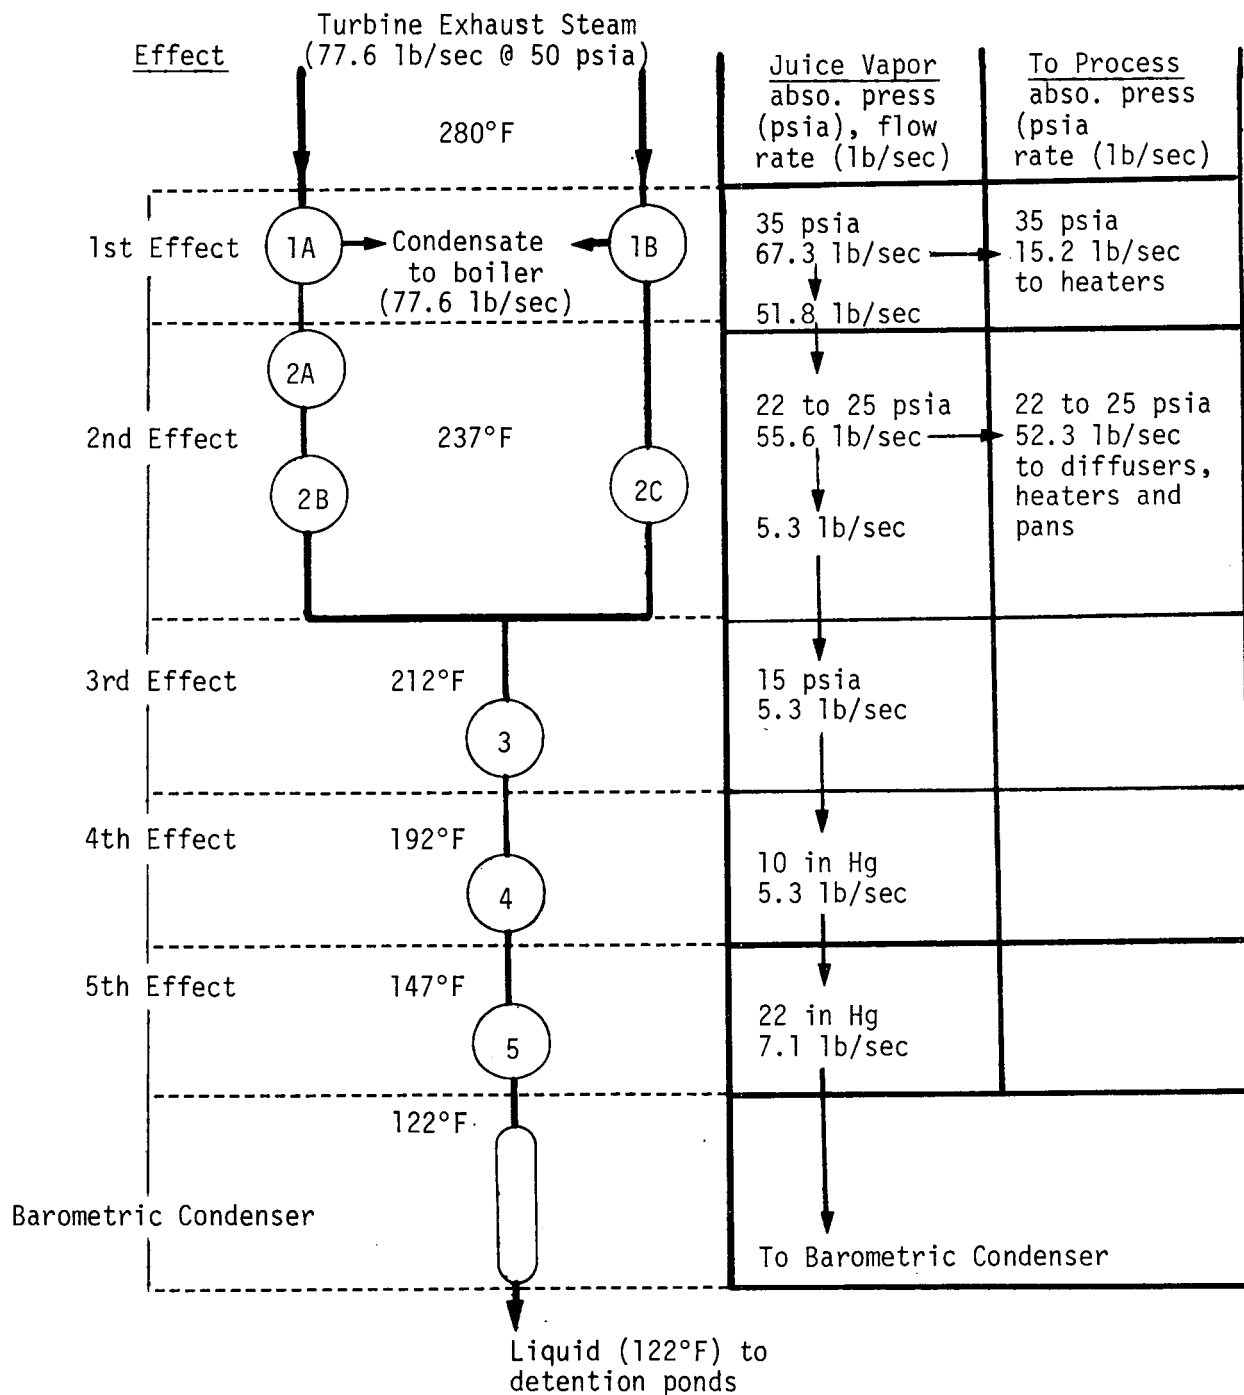 Effect
Turbine Exhaust Steam
(77.6 lb/sec @ 50 psia)
280°F
Juice Vapor
abso. press
(psia), flow
rate (lb/sec)
To Process
abso. press
(psia
rate (lb/sec)
1st Effect
1A
Condensate
to boiler
(77.6 lb/sec)
1B
35 psia
67.3 lb/sec
51.8 lb/sec
35 psia
15.2 lb/sec
to heaters
2nd Effect
2A
2B
237°F
2C
22 to 25 psia
55.6 lb/sec
5.3 lb/sec
22 to 25 psia
52.3 lb/sec
to diffusers,
heaters and
pans
3rd Effect
212°F
3
15 psia
5.3 lb/sec
4th Effect
192°F
4
10 in Hg
5.3 lb/sec
5th Effect
147°F
5
22 in Hg
7.1 lb/sec
122°F
Barometric Condenser
To Barometric Condenser
Liquid (122°F) to
detention ponds